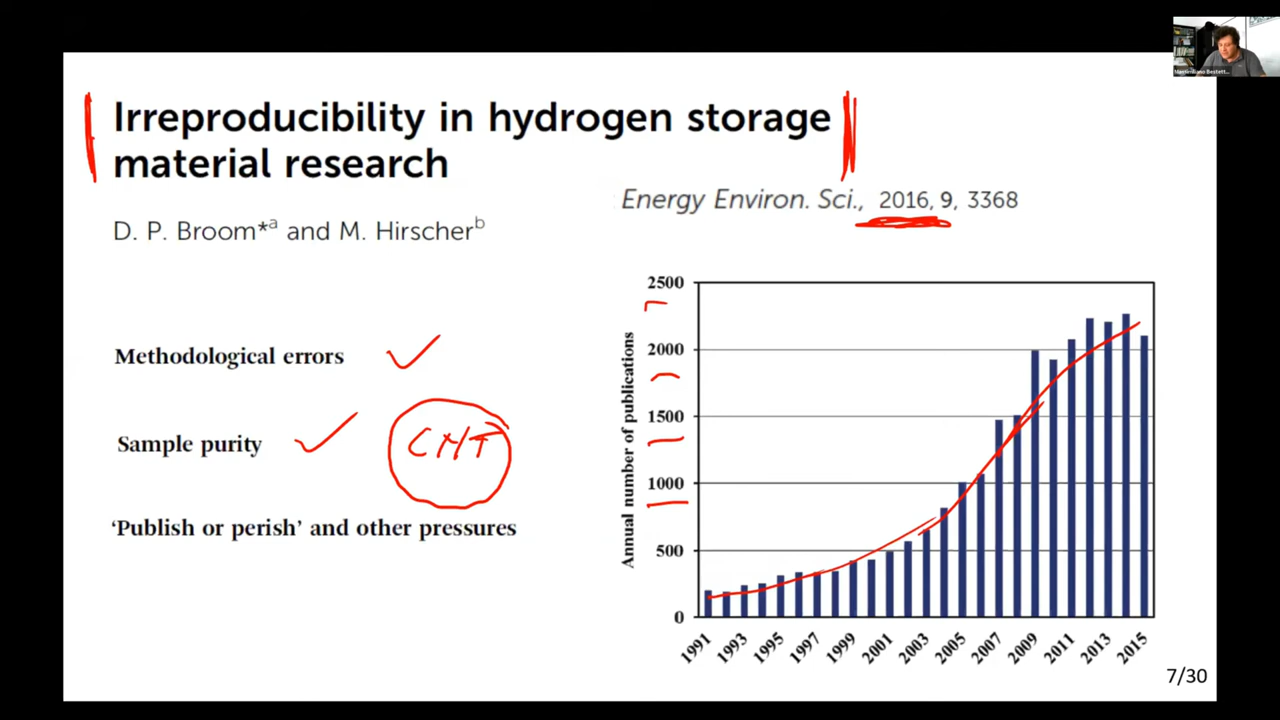 Irreproducibility in hydrogen storage
material research
Energy Environ. Sci., 2016, 9, 3368
D. P. Broom*a and M. Hirscherb
Methodological errors
Sample purity
'Publish or perish' and other pressures
Annual number of publications
2500
2000
1500
1000
500
0
1991
1993
1995
1997
1999
2001
2003
2005
2007
2009
2011
2013
2015
7/30